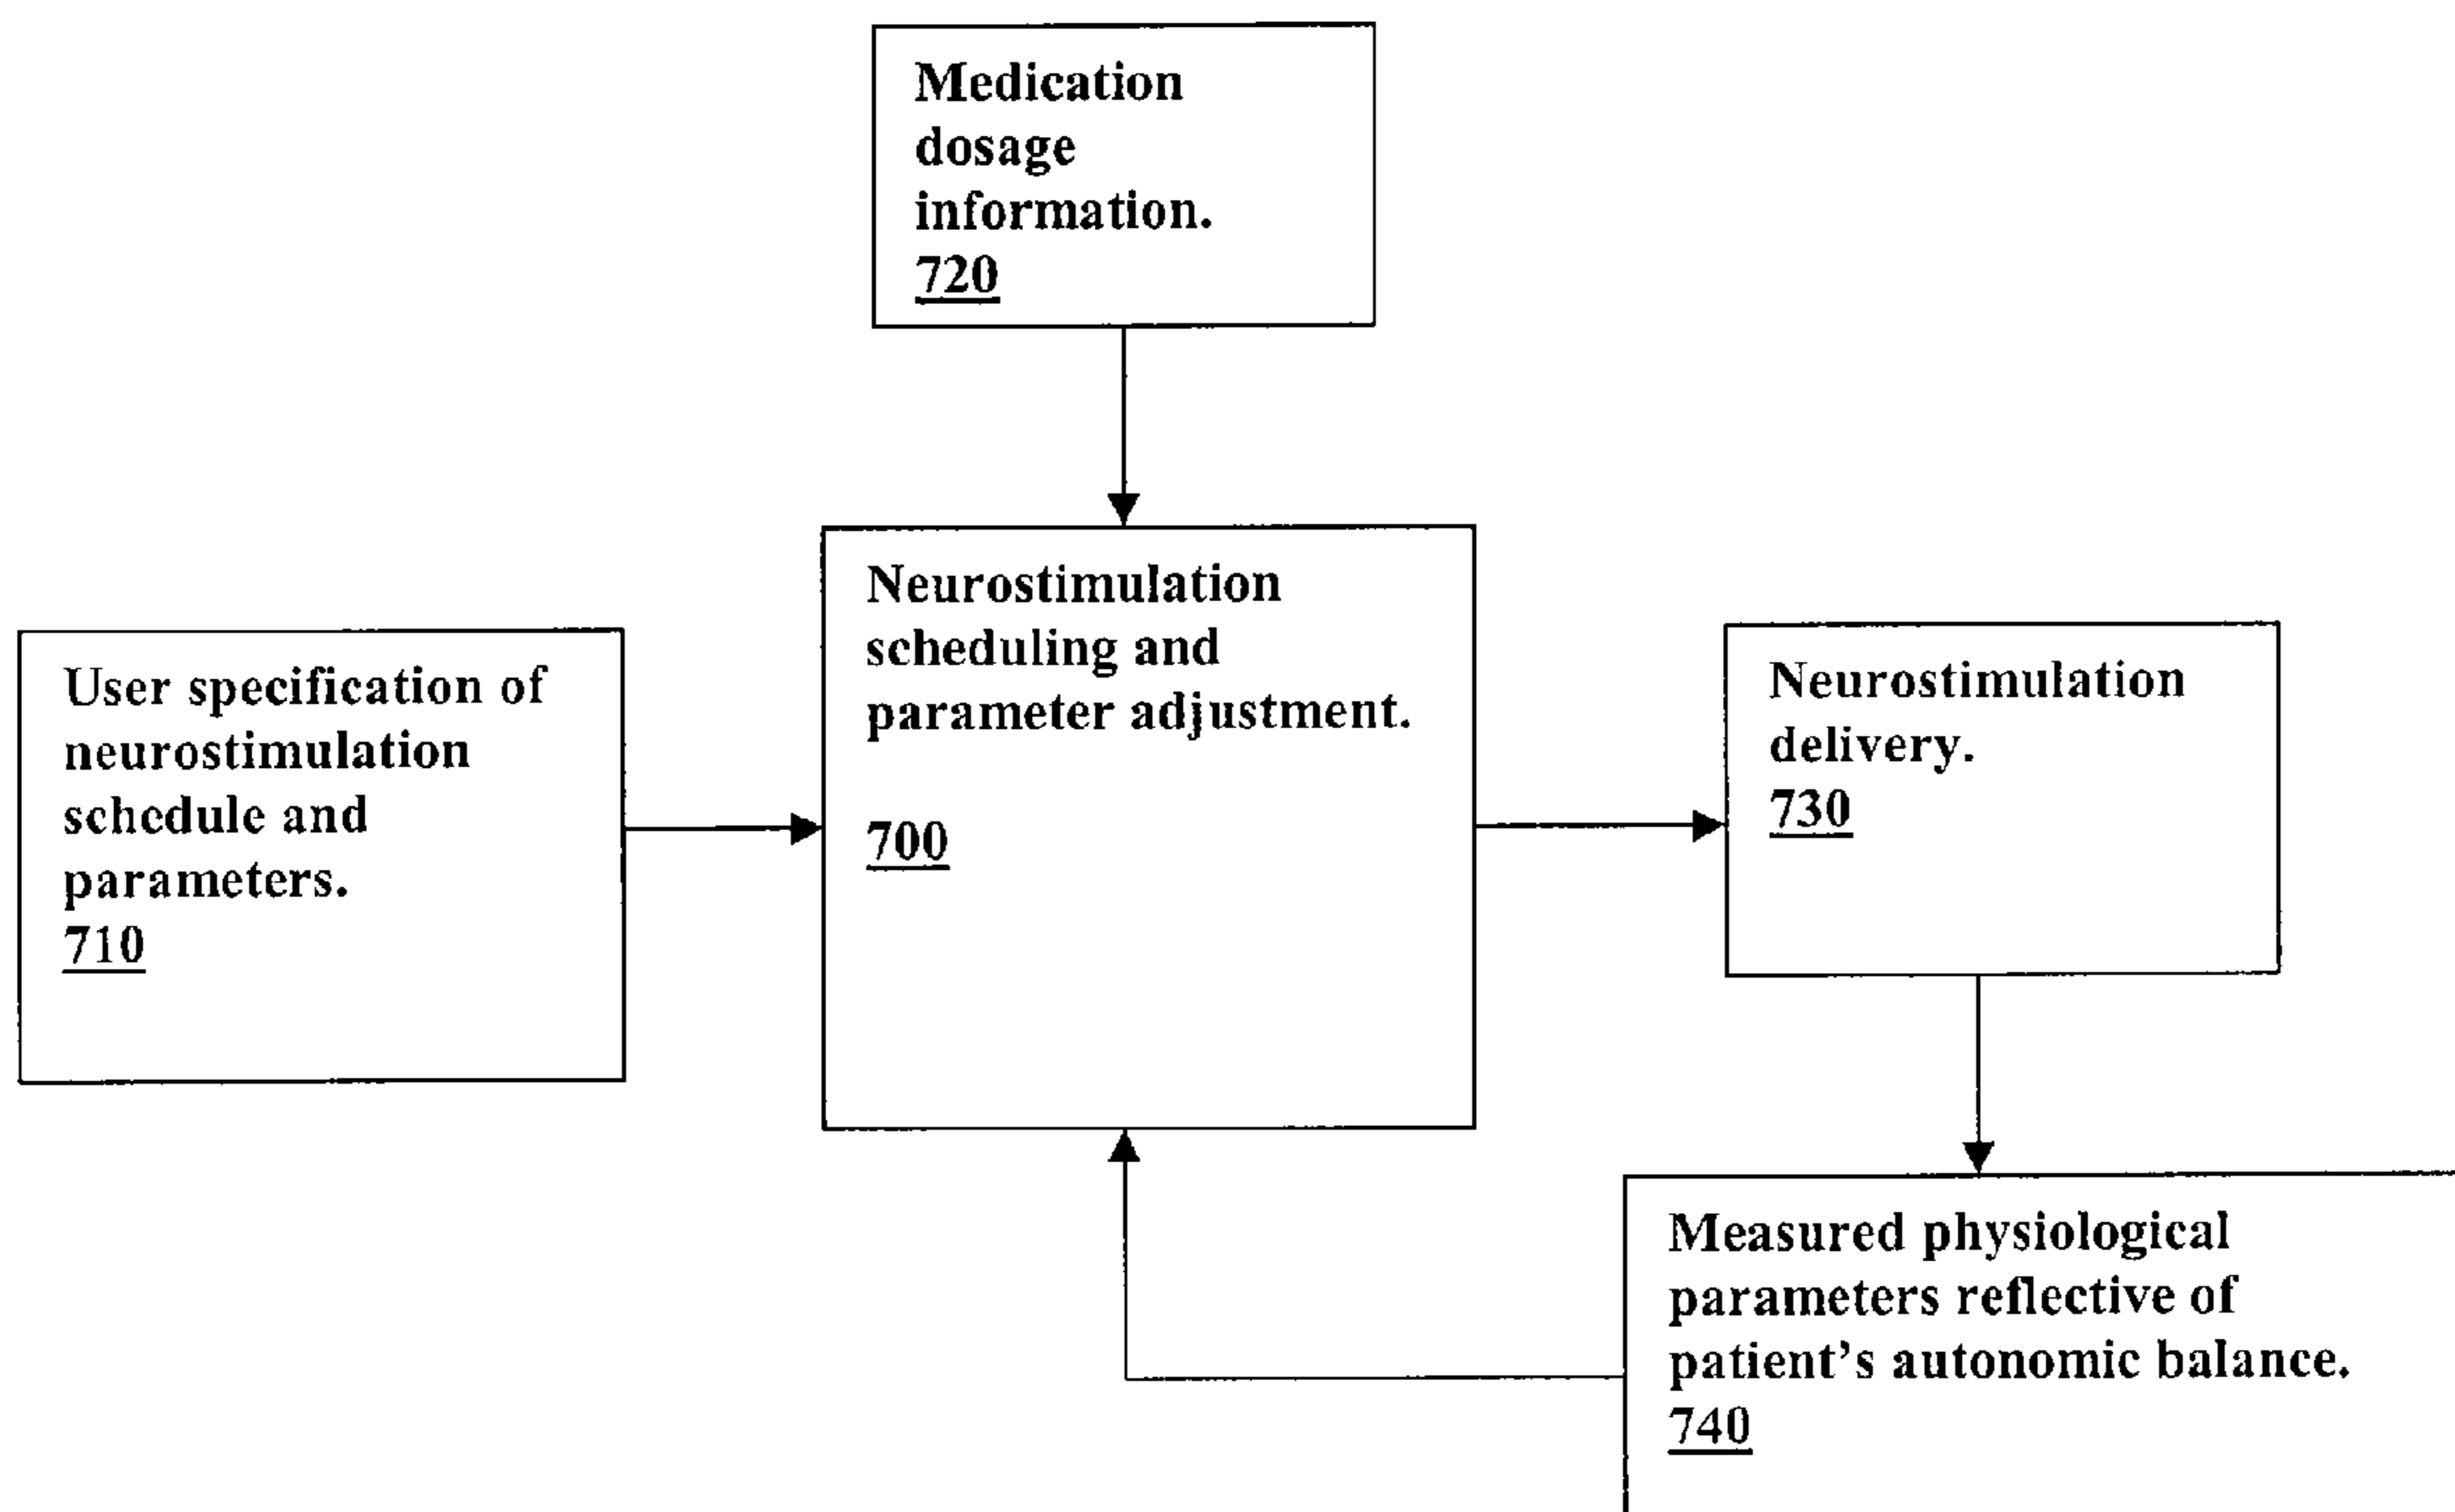 Medication
dosage
information.
720
Neurostimulation
scheduling and
parameter adjustment.
700
User specification of
neurostimulation
schedule and
parameters.
710
Neurostimulation
delivery.
730
Measured physiological
parameters reflective of
patient's autonomic balance.
740